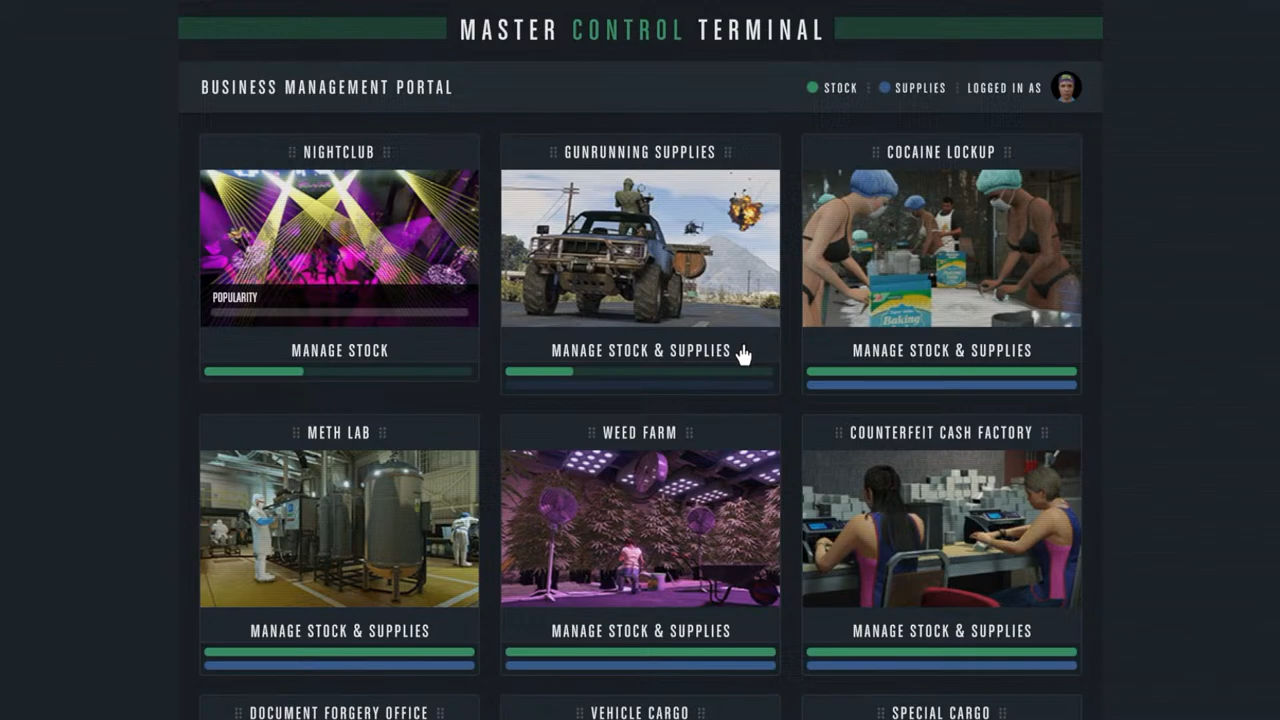 MASTER CONTROL TERMINAL
BUSINESS MANAGEMENT PORTAL
STOCK
SUPPLIES
LOGGED IN AS
NIGHTCLUB
GUNRUNNING SUPPLIES
COCAINE LOCKUP
POPULARITY
Baking
MANAGE STOCK
MANAGE STOCK & SUPPLIES
MANAGE STOCK & SUPPLIES
METH LAB
WEED FARM
COUNTERFEIT CASH FACTORY
MANAGE STOCK & SUPPLIES
MANAGE STOCK & SUPPLIES
MANAGE STOCK & SUPPLIES
DOCUMENT FORGERY OFFICE
VEHICLE CARGO
SPECIAL CARGO